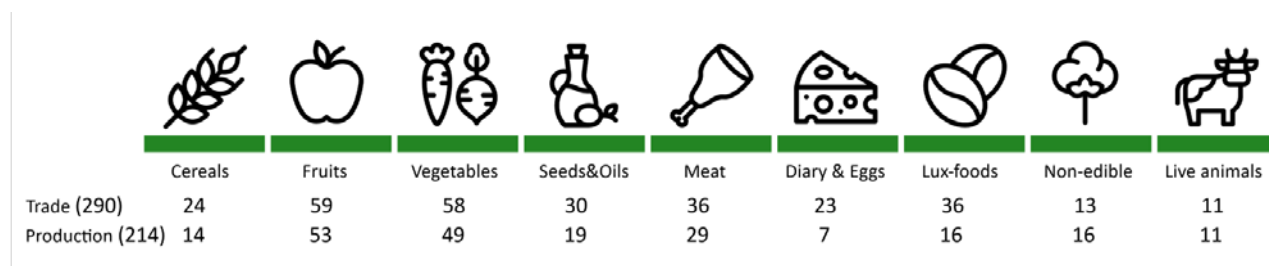 Cereals Fruits Vegetables Seeds&Oils Meat Diary & Eggs Lux-foods Non-edible Live animals
Trade (290) 24 59 58 30 36 23 36 13 11
Production (214) 14 53 49 19 29 7 16 16 11